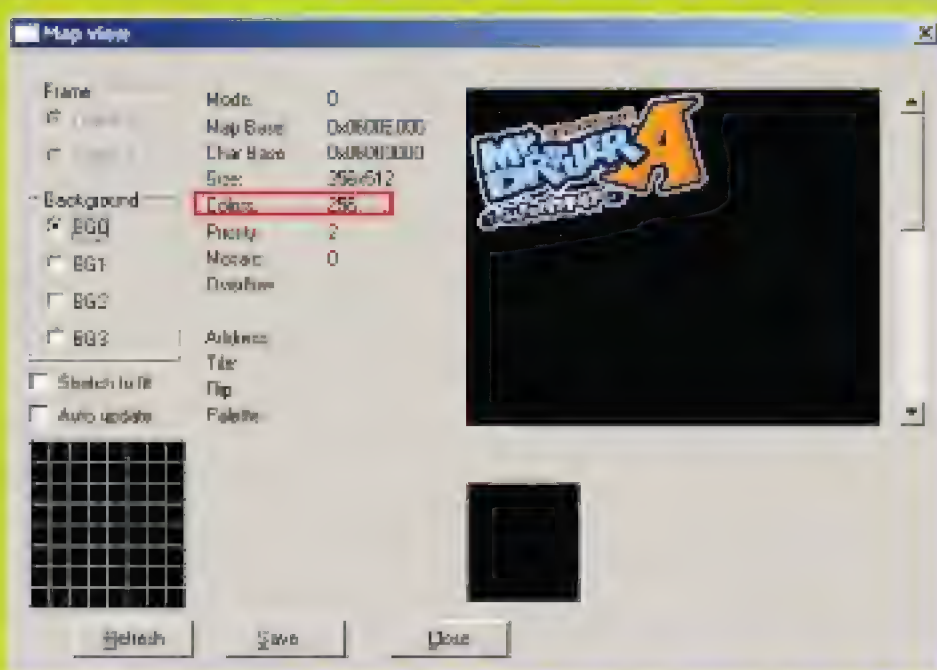 Map view
Frame
Mode: 0
Map Base:
Char Base:
Size: 256x512
Colors: 256
Priority: 2
Mosaic: 0
Overflow:
Background
BG0
BG1
BG2
BG3
Address:
Tile:
Flip:
Palette:
Stretch to fit
Auto update
Refresh
Save
Close